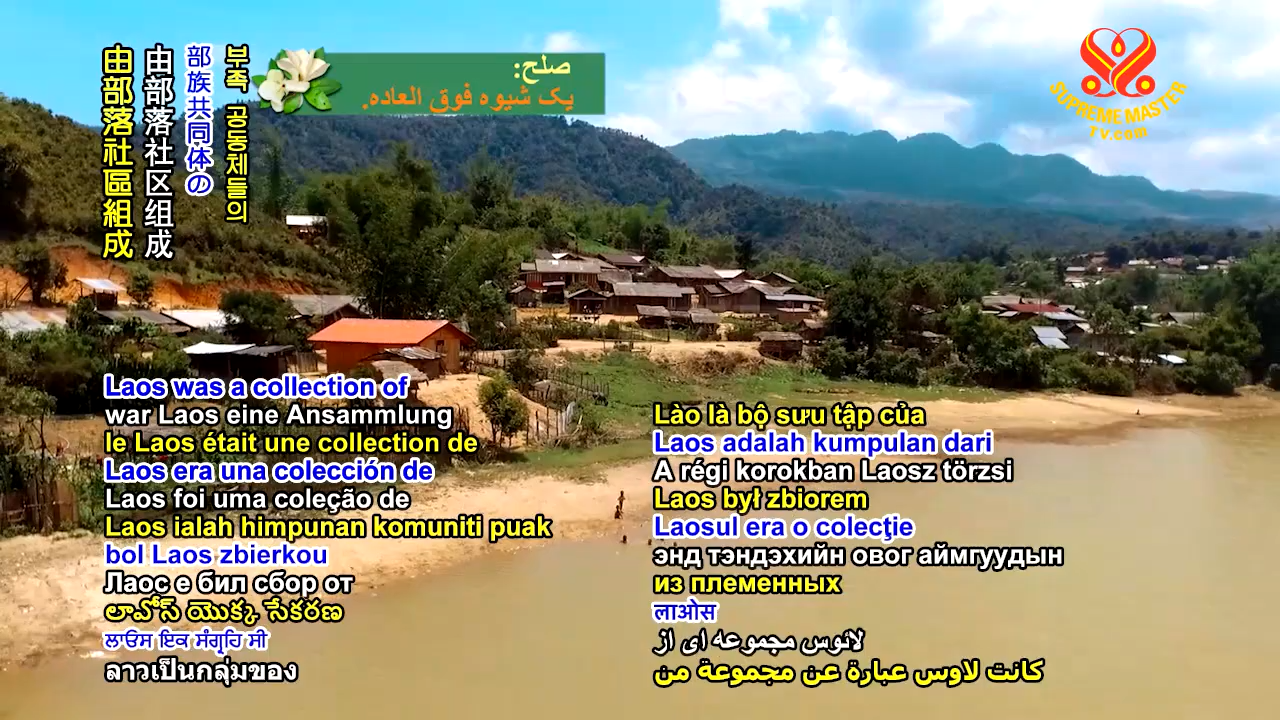 由部落社區組成
由部落社区组成
部族共同体の
부족 공동체들의
صلح:
یک شیوه فوق العاده.
SUPREME MASTER
TV.com
Laos was a collection of
war Laos eine Ansammlung
le Laos était une collection de
Laos era una colección de
Laos foi uma coleção de
Laos ialah himpunan komuniti puak
bol Laos zbierkou
Лаос е бил сбор от
లావోస్ యొక్క సేకరణ
ਲਾਓਸ ਇਕ ਸੰਗ੍ਰਹਿ ਸੀ
ลาวเป็นกลุ่มของ
Lào là bộ sưu tập của
Laos adalah kumpulan dari
A régi korokban Laosz törzsi
Laos był zbiorem
Laosul era o colecţie
энд тэндэхийн овог аймгуудын
из племенных
लाओस
لائوس مجموعه ای از
كانت لاوس عبارة عن مجموعة من